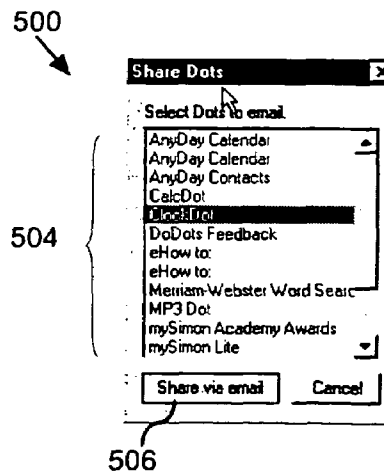 500
Share Dots
Select Dots to email.
AnyDay Calendar
AnyDay Calendar
AnyDay Contacts
CalcDot
ClockDot
DoDots Feedback
eHow to:
eHow to:
Merriam-Webster Word Searc
MP3 Dot
mySimon Academy Awards
mySimon Lite
504
Share via email Cancel
506